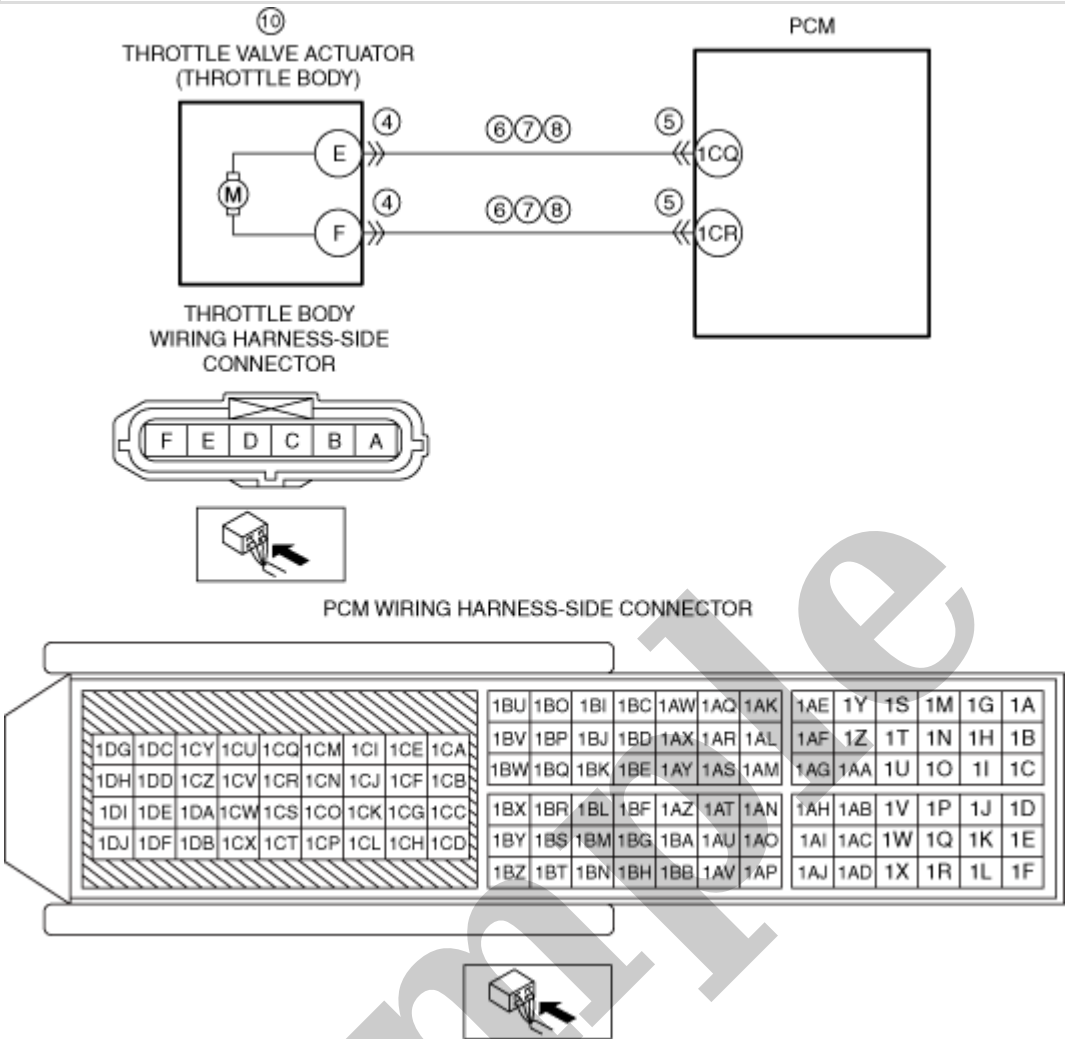 ⑩
THROTTLE VALVE ACTUATOR
(THROTTLE BODY)
PCM
E ④ ⑥⑦⑧ ⑤ 1CQ
M
F ④ ⑥⑦⑧ ⑤ 1CR
THROTTLE BODY
WIRING HARNESS-SIDE
CONNECTOR
F E D C B A
PCM WIRING HARNESS-SIDE CONNECTOR
1BU 1BO 1BI 1BC 1AW 1AQ 1AK 1AE 1Y 1S 1M 1G 1A
1DG 1DC 1CY 1CU 1CQ 1CM 1CI 1CE 1CA 1BV 1BP 1BJ 1BD 1AX 1AR 1AL 1AF 1Z 1T 1N 1H 1B
1DH 1DD 1CZ 1CV 1CR 1CN 1CJ 1CF 1CB 1BW 1BQ 1BK 1BE 1AY 1AS 1AM 1AG 1AA 1U 1O 1I 1C
1DI 1DE 1DA 1CW 1CS 1CO 1CK 1CG 1CC 1BX 1BR 1BL 1BF 1AZ 1AT 1AN 1AH 1AB 1V 1P 1J 1D
1DJ 1DF 1DB 1CX 1CT 1CP 1CL 1CH 1CD 1BY 1BS 1BM 1BG 1BA 1AU 1AO 1AI 1AC 1W 1Q 1K 1E
1BZ 1BT 1BN 1BH 1BB 1AV 1AP 1AJ 1AD 1X 1R 1L 1F
mple